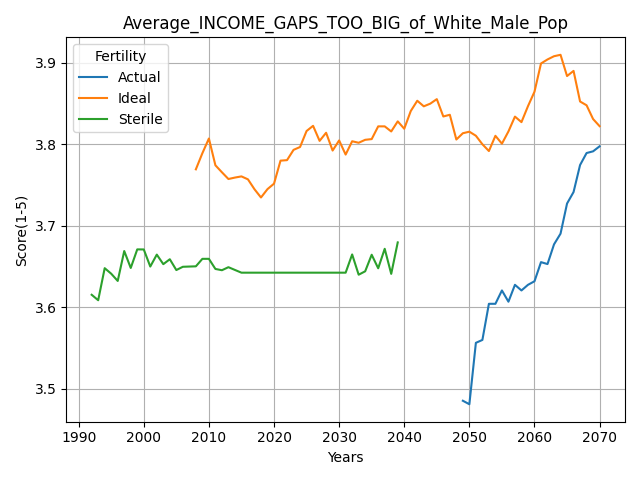 Average_INCOME_GAPS_TOO_BIG_of_White_Male_Pop
Fertility
Actual
Ideal
Sterile
Score(1-5)
3.9
3.8
3.7
3.6
3.5
1990 2000 2010 2020 2030 2040 2050 2060 2070
Years